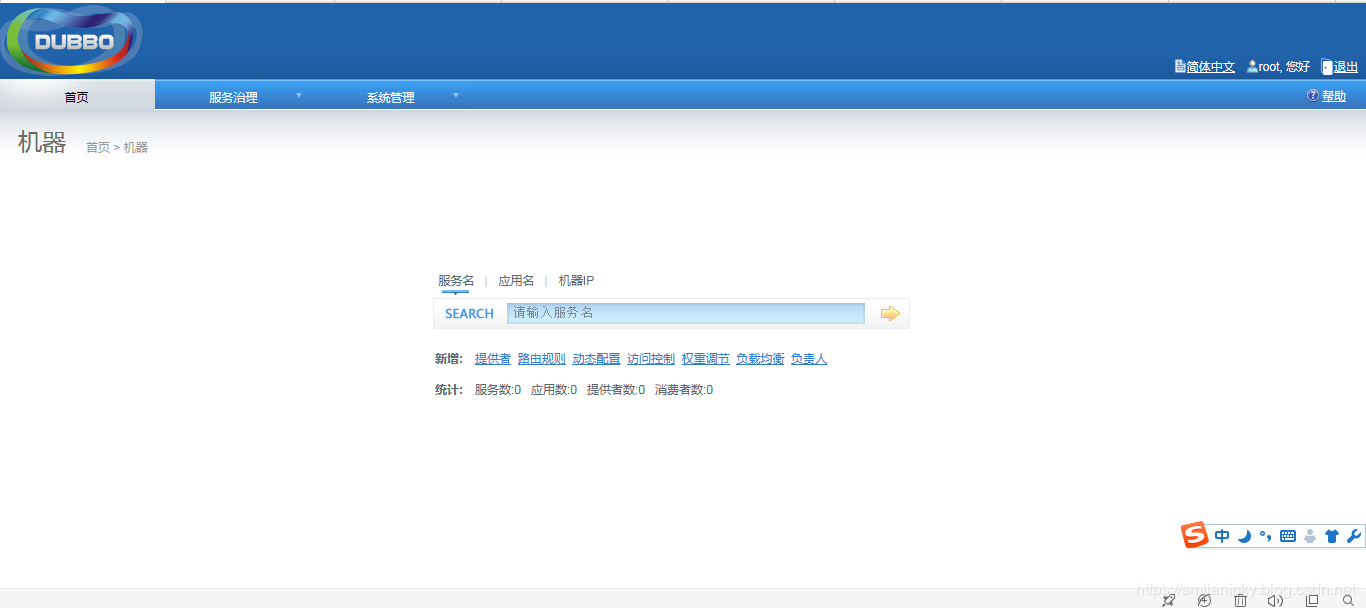 DUBBO
简体中文 root, 您好 退出
首页 服务治理 系统管理 帮助
机器 首页 > 机器
服务名 | 应用名 | 机器IP
SEARCH 请输入服务名
新增: 提供者 路由规则 动态配置 访问控制 权重调节 负载均衡 负责人
统计: 服务数:0 应用数:0 提供者数:0 消费者数:0
S 中
https://smilenicky.blog.csdn.net